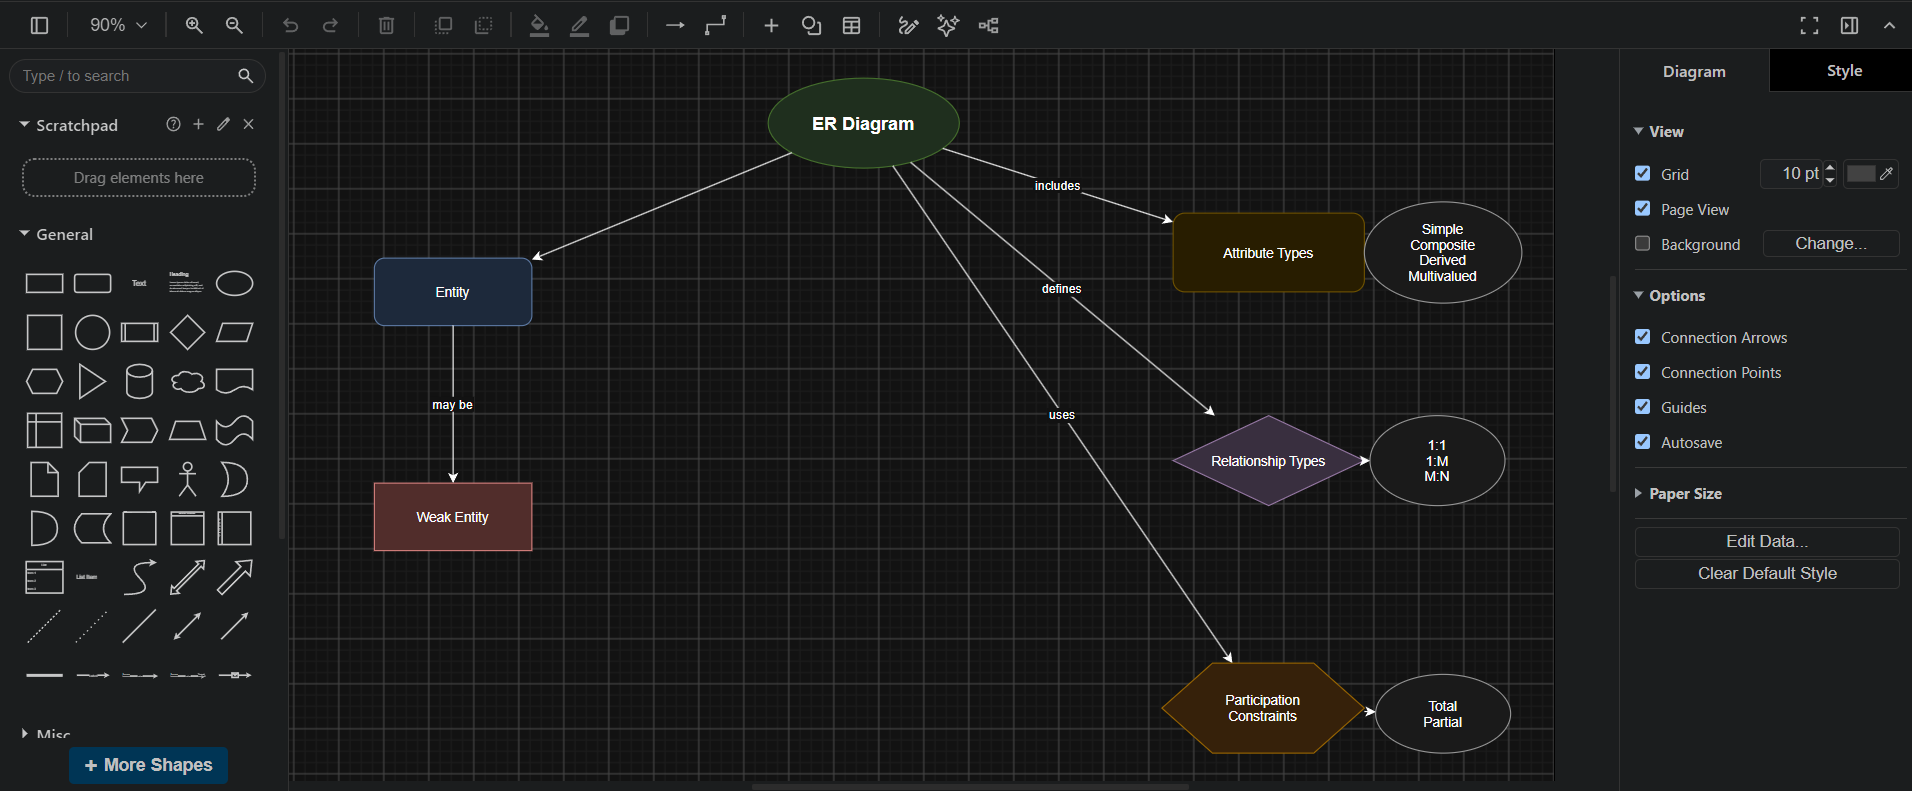 90%
Type / to search
Scratchpad
Drag elements here
General
Text
Heading
List Item
Misc
+ More Shapes
ER Diagram
includes
Attribute Types
Simple
Composite
Derived
Multivalued
Entity
defines
may be
uses
Relationship Types
1:1
1:M
M:N
Weak Entity
Participation
Constraints
Total
Partial
Diagram
Style
View
Grid
10 pt
Page View
Background
Change...
Options
Connection Arrows
Connection Points
Guides
Autosave
Paper Size
Edit Data...
Clear Default Style